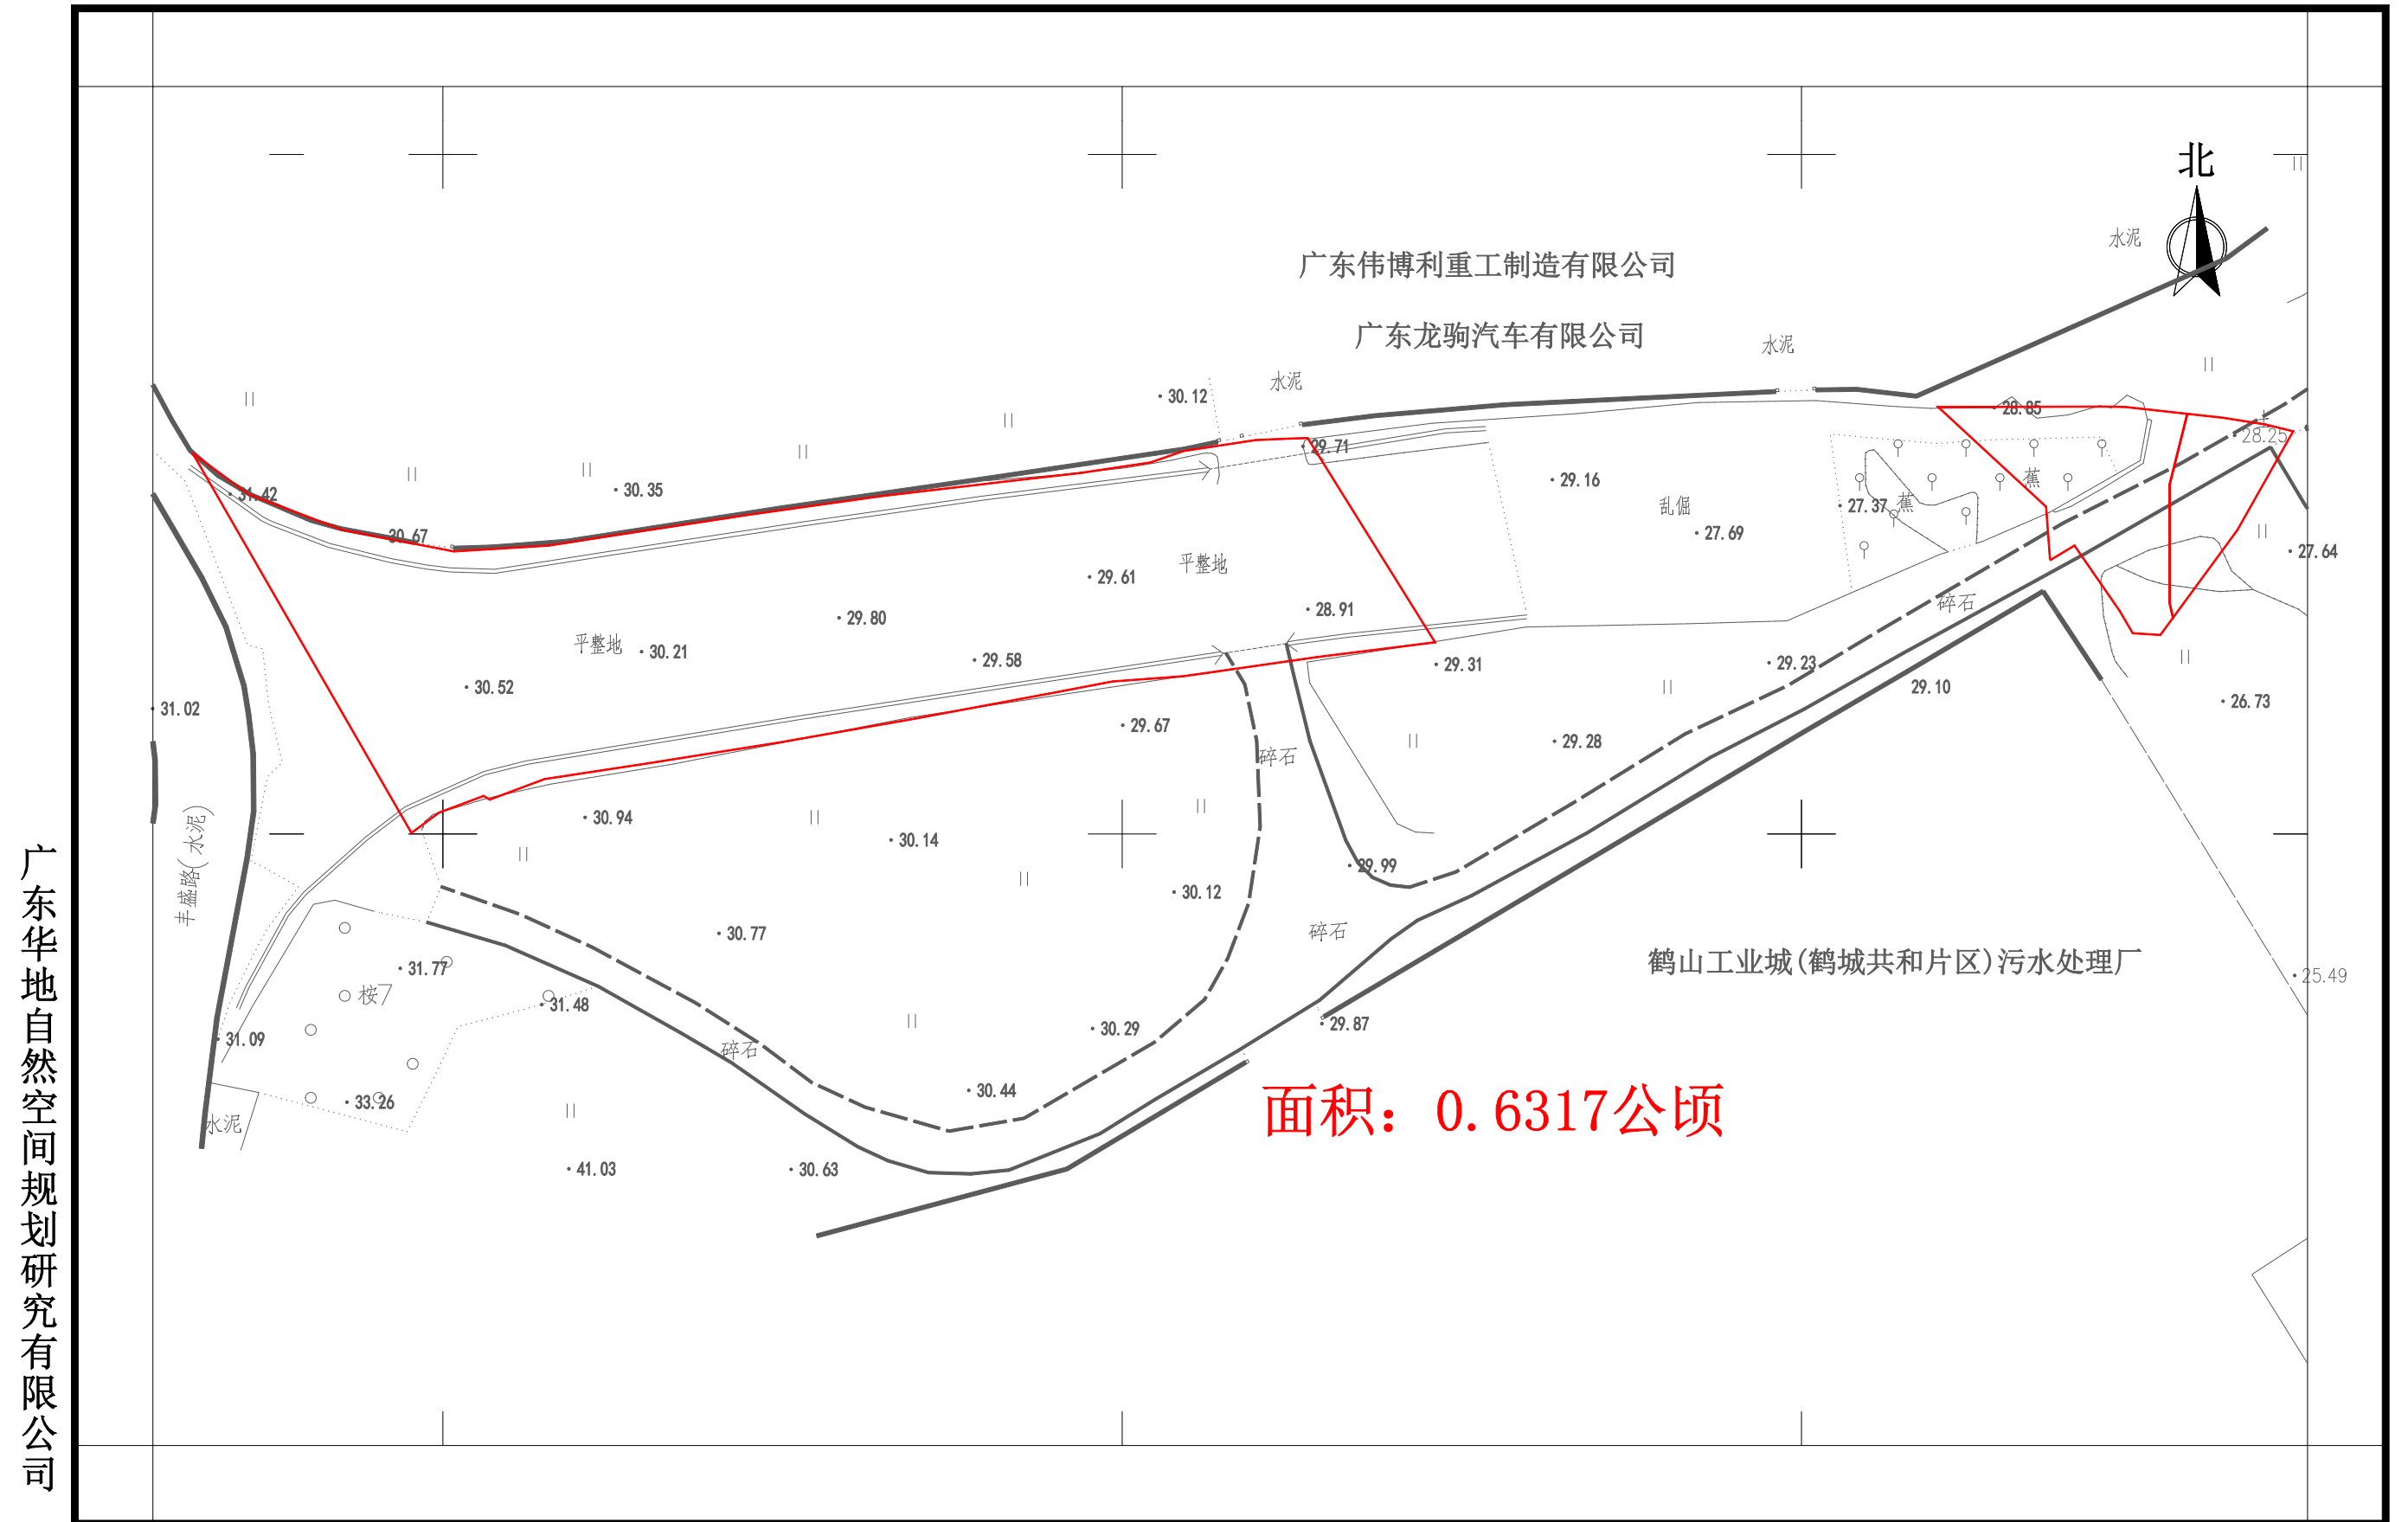 北
水泥
广东伟博利重工制造有限公司
广东龙驹汽车有限公司
水泥
水泥
30.12
28.85
28.25
29.71
31.42
30.35
29.16
蕉
27.37
蕉
乱倔
27.69
30.67
27.64
平整地
29.61
29.80
28.91
碎石
平整地
30.21
29.58
29.31
29.23
29.10
30.52
26.73
31.02
29.67
29.28
碎石
30.94
30.14
丰盛路(水泥)
29.99
30.12
30.77
碎石
鹤山工业城(鹤城共和片区)污水处理厂
31.77
25.49
桉7
31.48
31.09
30.29
29.87
碎石
30.44
33.26
水泥
面积：0.6317公顷
41.03
30.63
广东华地自然空间规划研究有限公司